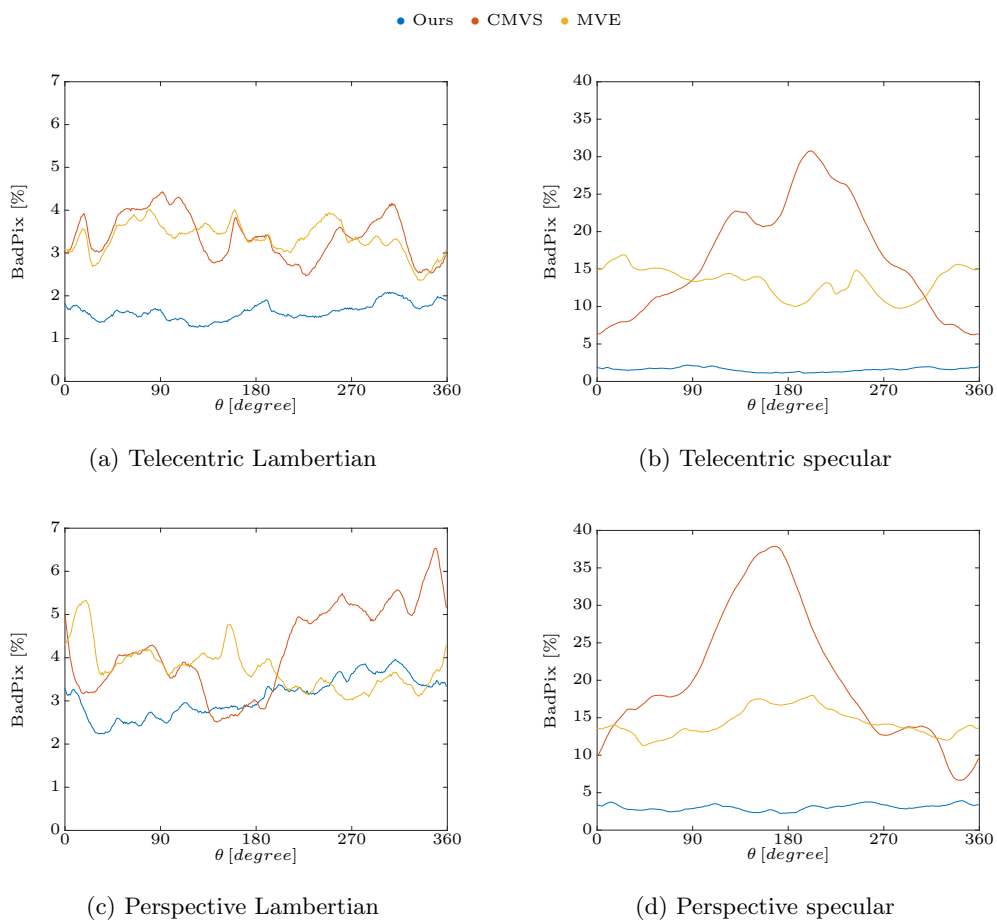 Ours CMVS MVE
7
6
5
4
3
2
1
0
BadPix [%]
0 90 180 270 360
θ [degree]
(a) Telecentric Lambertian
40
35
30
25
20
15
10
5
0
BadPix [%]
0 90 180 270 360
θ [degree]
(b) Telecentric specular
7
6
5
4
3
2
1
0
BadPix [%]
0 90 180 270 360
θ [degree]
(c) Perspective Lambertian
40
35
30
25
20
15
10
5
0
BadPix [%]
0 90 180 270 360
θ [degree]
(d) Perspective specular